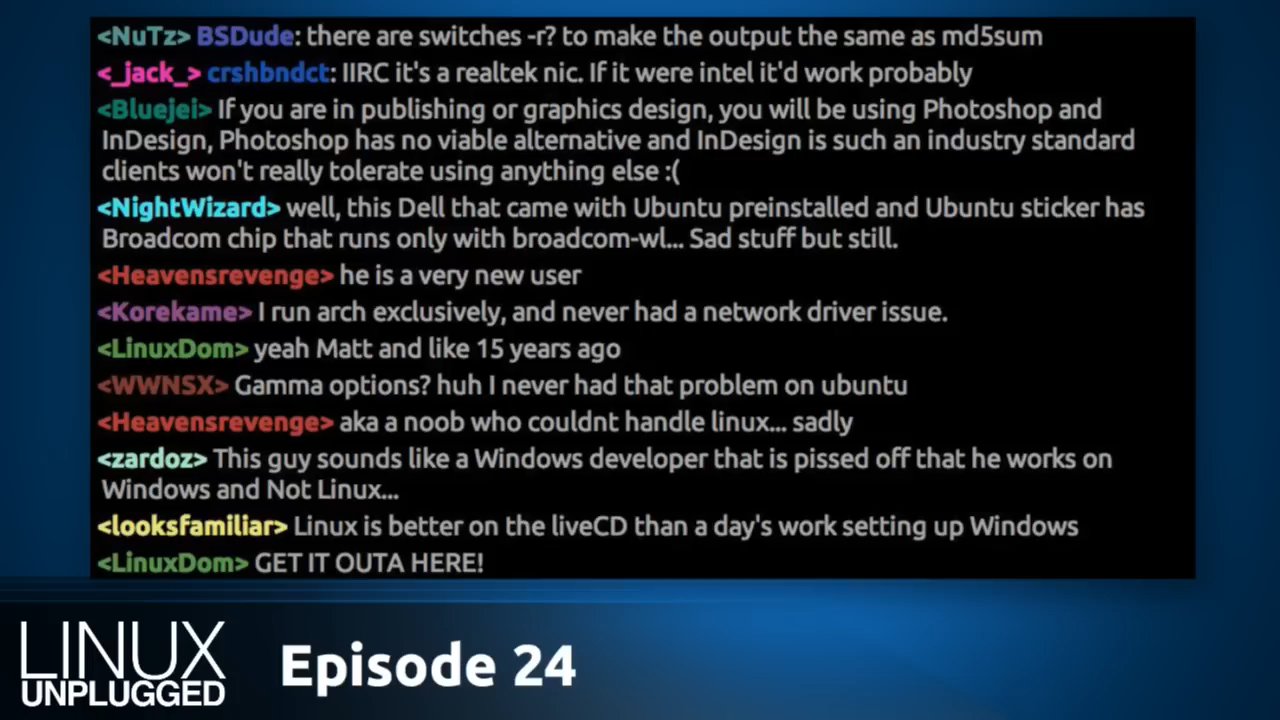 <NuTz> BSDude: there are switches -r? to make the output the same as md5sum
<_jack_> crshbndct: IIRC it's a realtek nic. If it were intel it'd work probably
<Bluejei> If you are in publishing or graphics design, you will be using Photoshop and
InDesign, Photoshop has no viable alternative and InDesign is such an industry standard
clients won't really tolerate using anything else :(
<NightWizard> well, this Dell that came with Ubuntu preinstalled and Ubuntu sticker has
Broadcom chip that runs only with broadcom-wl... Sad stuff but still.
<Heavensrevenge> he is a very new user
<Korekame> I run arch exclusively, and never had a network driver issue.
<LinuxDom> yeah Matt and like 15 years ago
<WWNSX> Gamma options? huh I never had that problem on ubuntu
<Heavensrevenge> aka a noob who couldnt handle linux... sadly
<zardoz> This guy sounds like a Windows developer that is pissed off that he works on
Windows and Not Linux...
<looksfamiliar> Linux is better on the liveCD than a day's work setting up Windows
<LinuxDom> GET IT OUTA HERE!
LINUX
UNPLUGGED
Episode 24